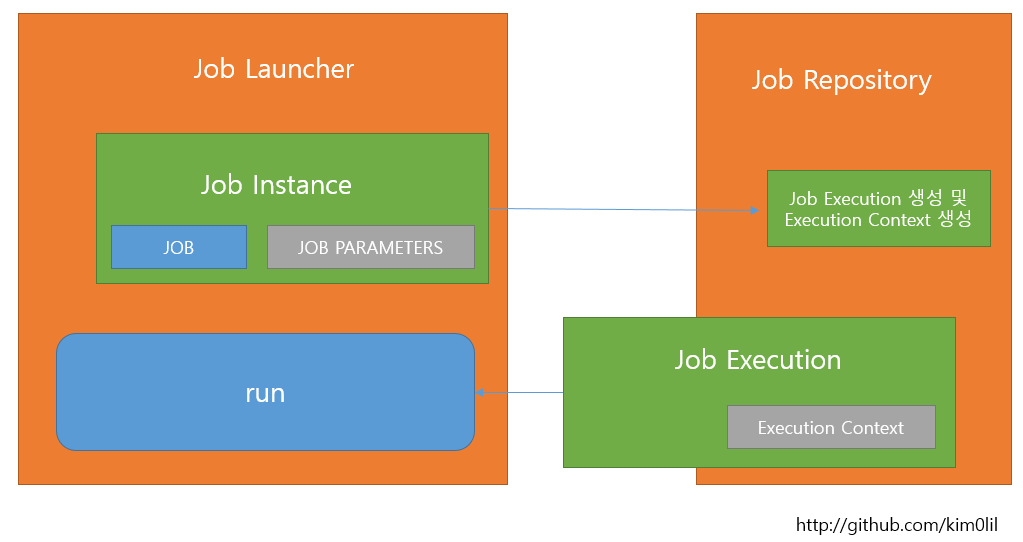 Job Launcher
Job Repository
Job Instance
JOB
JOB PARAMETERS
Job Execution 생성 및
Execution Context 생성
run
Job Execution
Execution Context
http://github.com/kim0lil